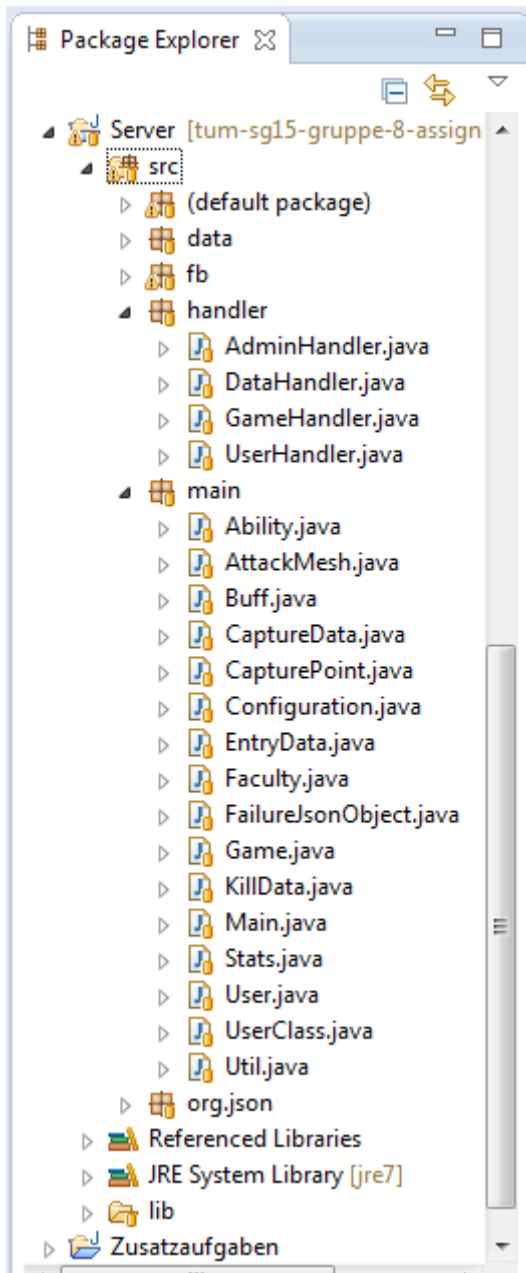 Package Explorer
Server [tum-sg15-gruppe-8-assign
src
(default package)
data
fb
handler
AdminHandler.java
DataHandler.java
GameHandler.java
UserHandler.java
main
Ability.java
AttackMesh.java
Buff.java
CaptureData.java
CapturePoint.java
Configuration.java
EntryData.java
Faculty.java
FailureJsonObject.java
Game.java
KillData.java
Main.java
Stats.java
User.java
UserClass.java
Util.java
org.json
Referenced Libraries
JRE System Library [jre7]
lib
Zusatzaufgaben